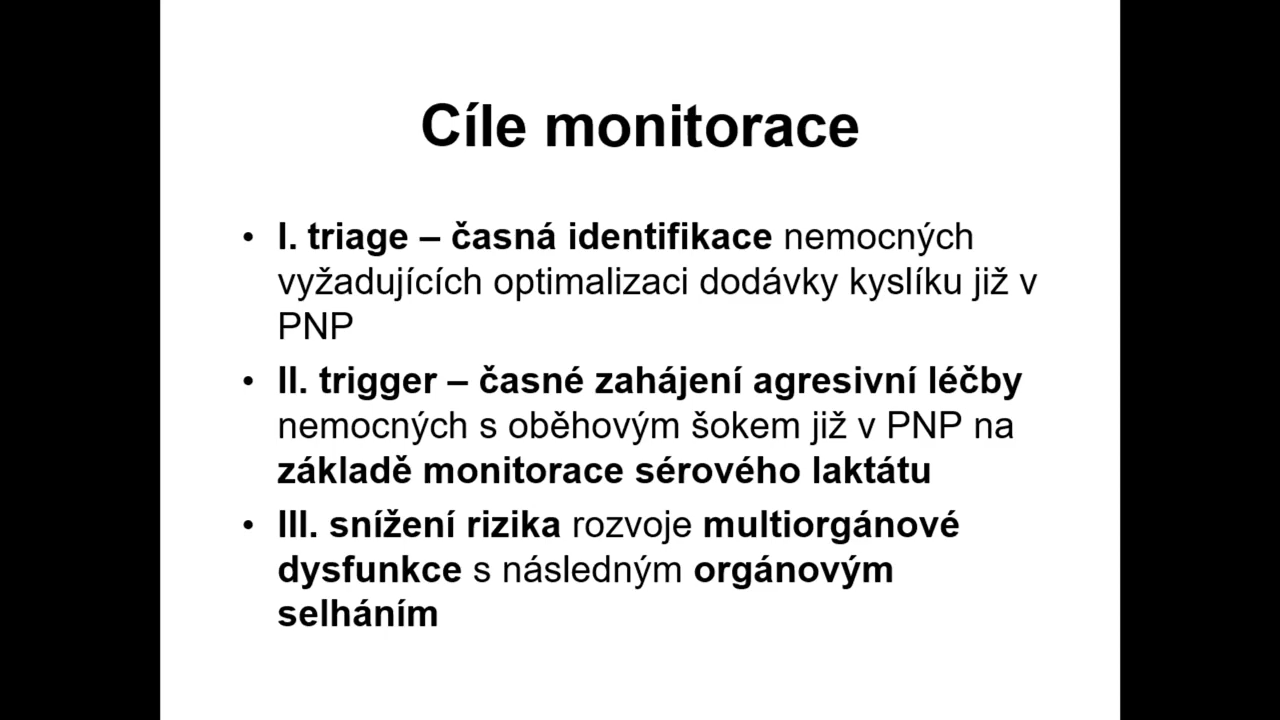 Cíle monitorace
• I. triage – časná identifikace nemocných
vyžadujících optimalizaci dodávky kyslíku již v
PNP
• II. trigger – časné zahájení agresivní léčby
nemocných s oběhovým šokem již v PNP na
základě monitorace sérového laktátu
• III. snížení rizika rozvoje multiorgánové
dysfunkce s následným orgánovým
selháním